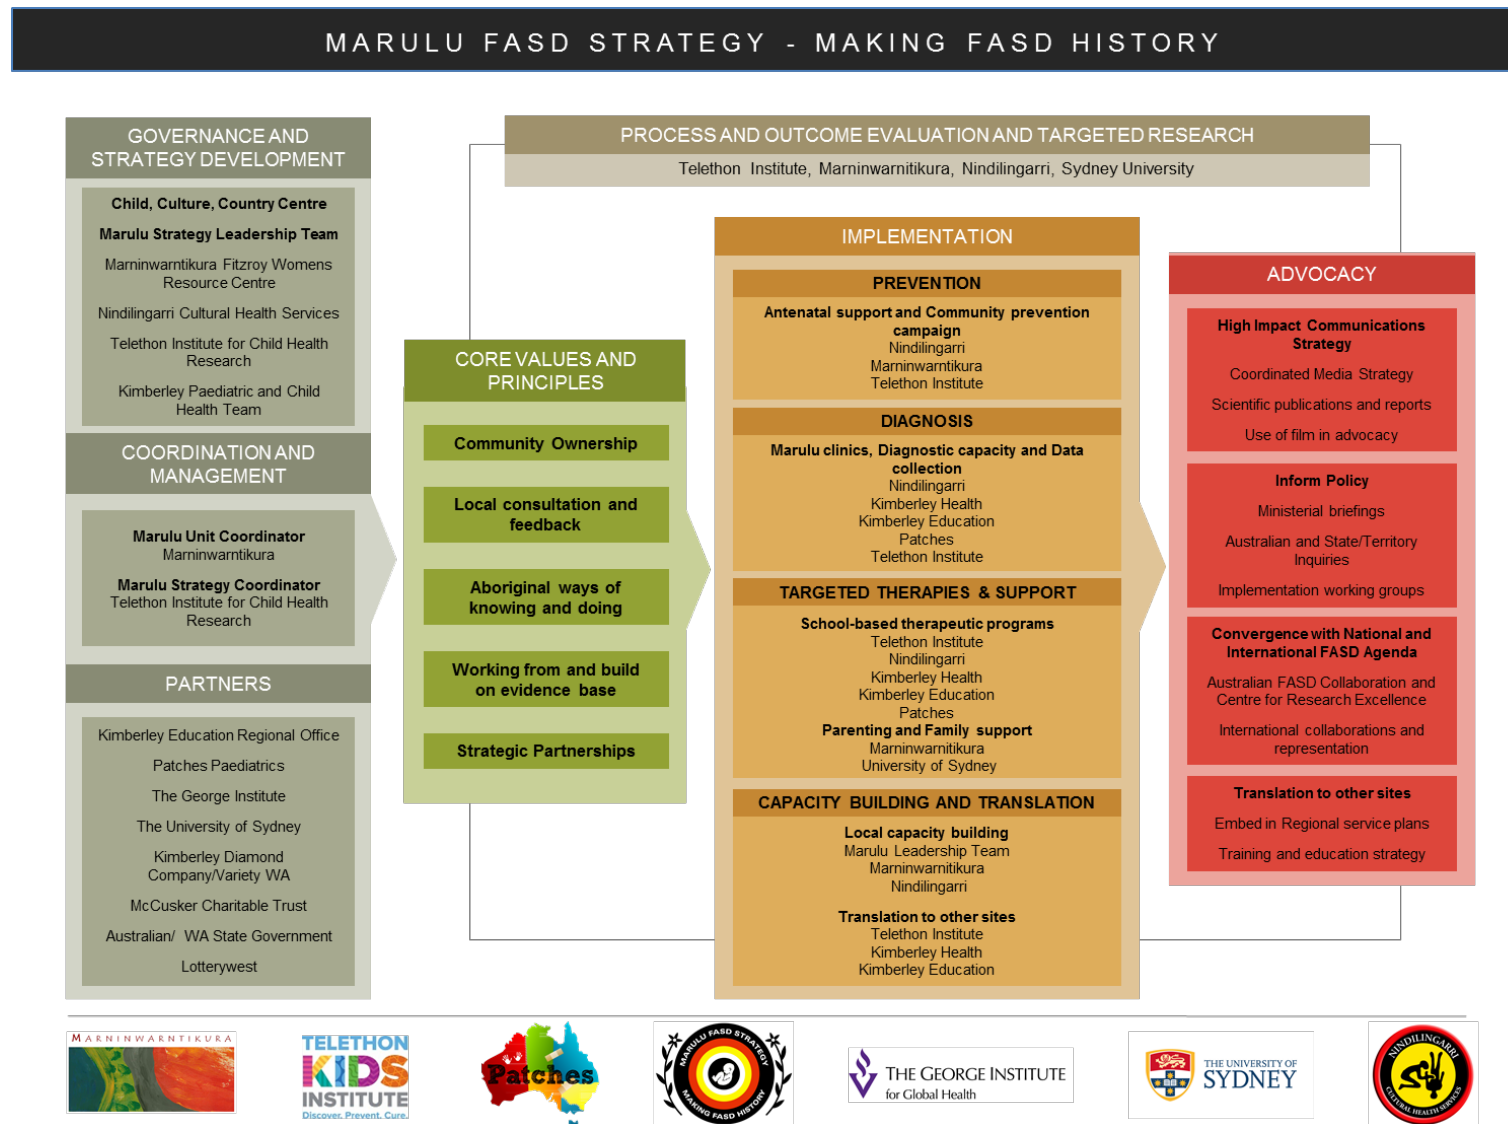 MARULU FASD STRATEGY - MAKING FASD HISTORY
GOVERNANCE AND
STRATEGY DEVELOPMENT
Child, Culture, Country Centre
Marulu Strategy Leadership Team
Marninwarntikura Fitzroy Womens
Resource Centre
Nindilingarri Cultural Health Services
Telethon Institute for Child Health
Research
Kimberley Paediatric and Child
Health Team
COORDINATION AND
MANAGEMENT
Marulu Unit Coordinator
Marninwarntikura
Marulu Strategy Coordinator
Telethon Institute for Child Health
Research
PARTNERS
Kimberley Education Regional Office
Patches Paediatrics
The George Institute
The University of Sydney
Kimberley Diamond
Company/Variety WA
McCusker Charitable Trust
Australian/ WA State Government
Lotterywest
PROCESS AND OUTCOME EVALUATION AND TARGETED RESEARCH
Telethon Institute, Marninwarnitikura, Nindilingarri, Sydney University
CORE VALUES AND
PRINCIPLES
Community Ownership
Local consultation and
feedback
Aboriginal ways of
knowing and doing
Working from and build
on evidence base
Strategic Partnerships
IMPLEMENTATION
PREVENTION
Antenatal support and Community prevention
campaign
Nindilingarri
Marninwarntikura
Telethon Institute
DIAGNOSIS
Marulu clinics, Diagnostic capacity and Data
collection
Nindilingarri
Kimberley Health
Kimberley Education
Patches
Telethon Institute
TARGETED THERAPIES & SUPPORT
School-based therapeutic programs
Telethon Institute
Nindilingarri
Kimberley Health
Kimberley Education
Patches
Parenting and Family support
Marninwarnitikura
University of Sydney
CAPACITY BUILDING AND TRANSLATION
Local capacity building
Marulu Leadership Team
Marninwarnitikura
Nindilingarri
Translation to other sites
Telethon Institute
Kimberley Health
Kimberley Education
ADVOCACY
High Impact Communications
Strategy
Coordinated Media Strategy
Scientific publications and reports
Use of film in advocacy
Inform Policy
Ministerial briefings
Australian and State/Territory
Inquiries
Implementation working groups
Convergence with National and
International FASD Agenda
Australian FASD Collaboration and
Centre for Research Excellence
International collaborations and
representation
Translation to other sites
Embed in Regional service plans
Training and education strategy
MARNINWARNTIKURA
TELETHON
KIDS
INSTITUTE
Discover. Prevent. Cure.
Patches
MARULU FASD STRATEGY
MAKING FASD HISTORY
THE GEORGE INSTITUTE
for Global Health
THE UNIVERSITY OF
SYDNEY
NINDILINGARRI
CULTURAL HEALTH SERVICES